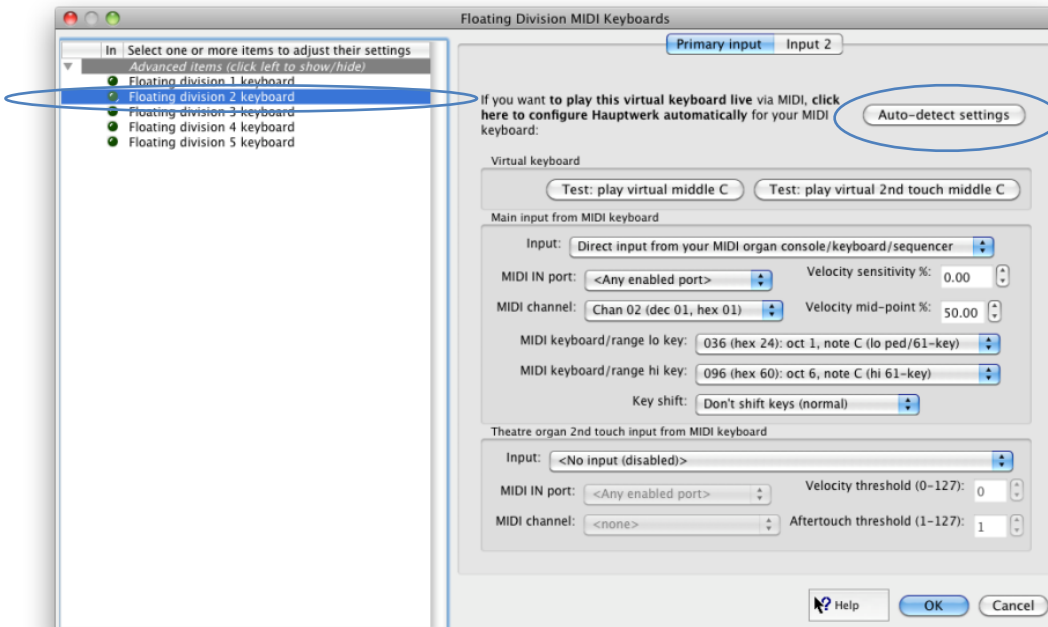 Floating Division MIDI Keyboards
In Select one or more items to adjust their settings
Advanced items (click left to show/hide)
Floating division 1 keyboard
Floating division 2 keyboard
Floating division 3 keyboard
Floating division 4 keyboard
Floating division 5 keyboard
Primary input Input 2
If you want to play this virtual keyboard live via MIDI, click
here to configure Hauptwerk automatically for your MIDI
keyboard:
Auto-detect settings
Virtual keyboard
Test: play virtual middle C Test: play virtual 2nd touch middle C
Main input from MIDI keyboard
Input: Direct input from your MIDI organ console/keyboard/sequencer
MIDI IN port: <Any enabled port> Velocity sensitivity %: 0.00
MIDI channel: Chan 02 (dec 01, hex 01) Velocity mid-point %: 50.00
MIDI keyboard/range lo key: 036 (hex 24): oct 1, note C (lo ped/61-key)
MIDI keyboard/range hi key: 096 (hex 60): oct 6, note C (hi 61-key)
Key shift: Don't shift keys (normal)
Theatre organ 2nd touch input from MIDI keyboard
Input: <No input (disabled)>
MIDI IN port: <Any enabled port> Velocity threshold (0-127): 0
MIDI channel: <none> Aftertouch threshold (1-127): 1
Help OK Cancel